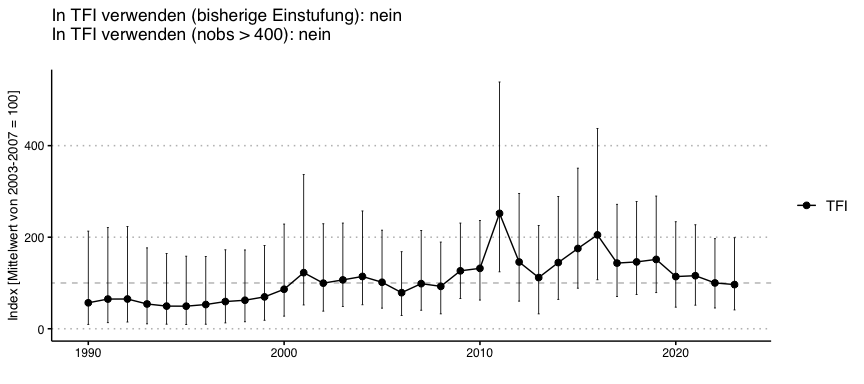 In TFI verwenden (bisherige Einstufung): nein
In TFI verwenden (nobs > 400): nein
Index [Mittelwert von 2003-2007 = 100]
400
200
0
1990
2000
2010
2020
TFI